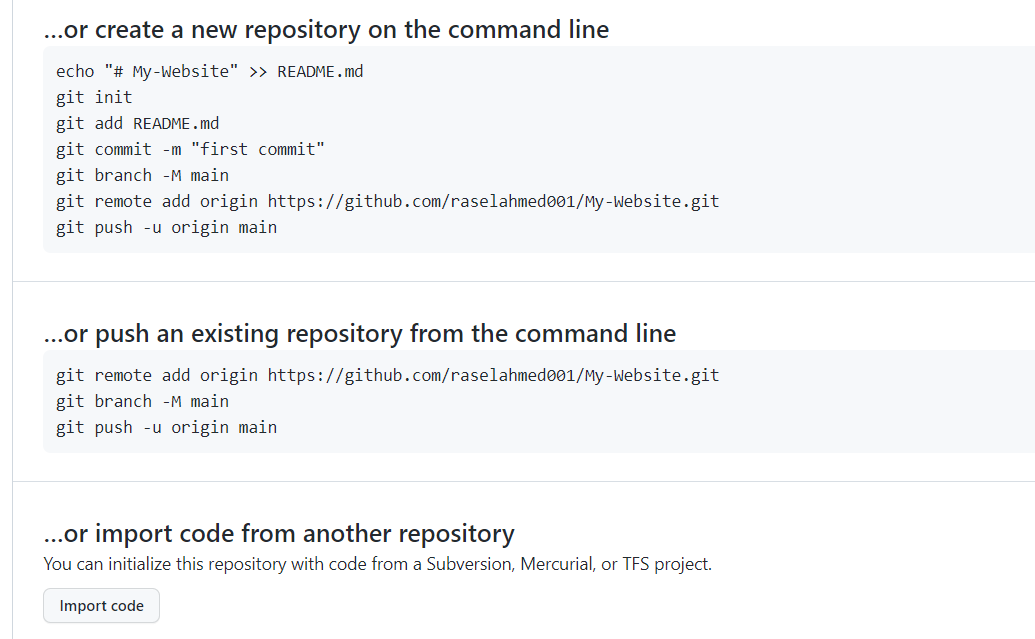 ...or create a new repository on the command line
echo "# My-Website" >> README.md
git init
git add README.md
git commit -m "first commit"
git branch -M main
git remote add origin https://github.com/raselahmed001/My-Website.git
git push -u origin main
...or push an existing repository from the command line
git remote add origin https://github.com/raselahmed001/My-Website.git
git branch -M main
git push -u origin main
...or import code from another repository
You can initialize this repository with code from a Subversion, Mercurial, or TFS project.
Import code